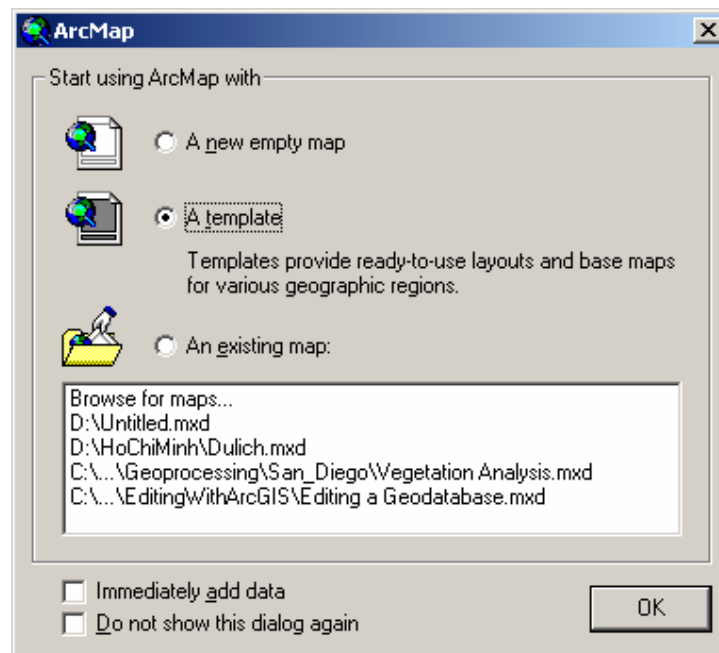 ArcMap
Start using ArcMap with
A new empty map
A template
Templates provide ready-to-use layouts and base maps
for various geographic regions.
An existing map:
Browse for maps...
D:\Untitled.mxd
D:\HoChiMinh\Dulich.mxd
C:\...\Geoprocessing\San_Diego\Vegetation Analysis.mxd
C:\...\EditingWithArcGIS\Editing a Geodatabase.mxd
Immediately add data
Do not show this dialog again
OK